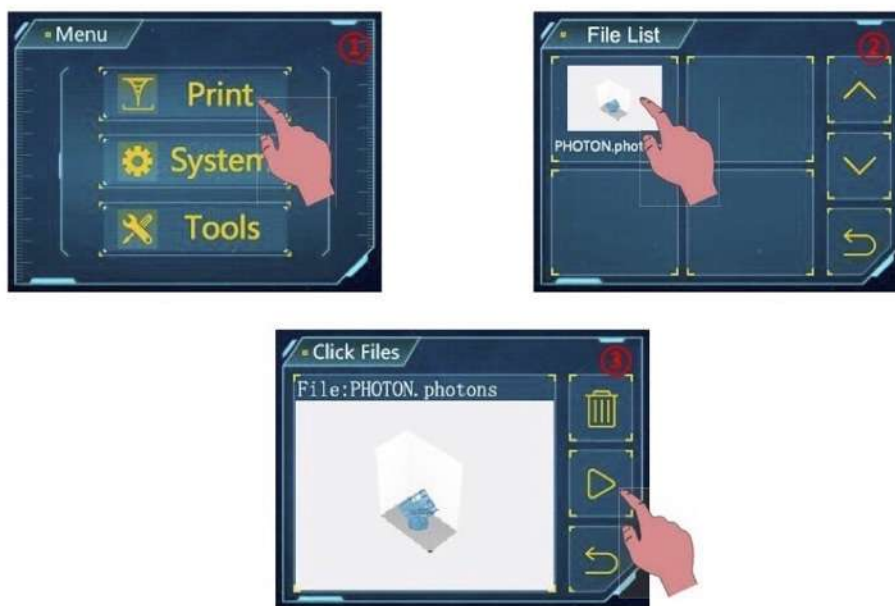 Menu
①
Print
System
Tools
File List
②
PHOTON.phot
Click Files
③
File:PHOTON.photons